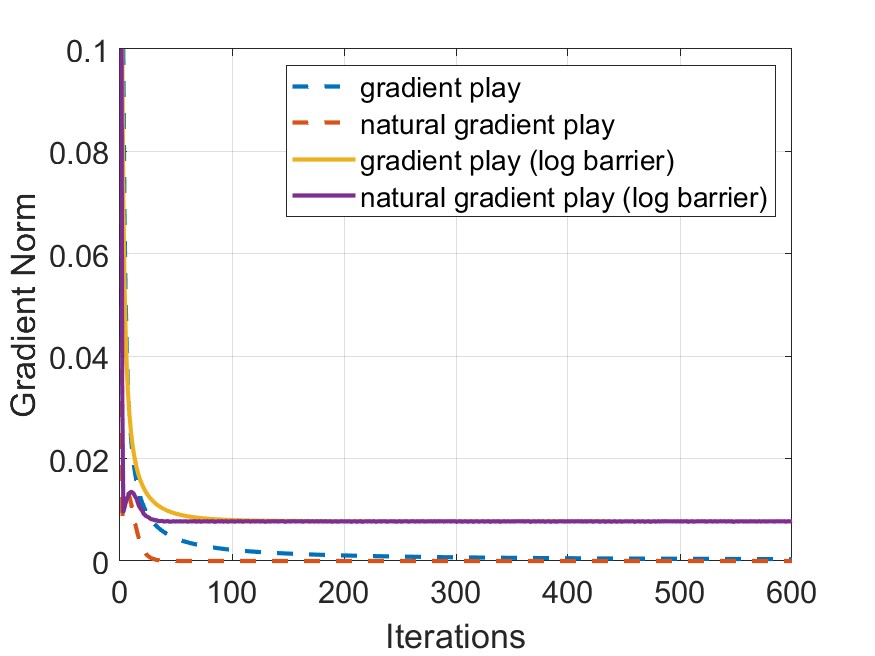 0.1
0.08
0.06
0.04
0.02
0
Gradient Norm
gradient play
natural gradient play
gradient play (log barrier)
natural gradient play (log barrier)
0 100 200 300 400 500 600
Iterations